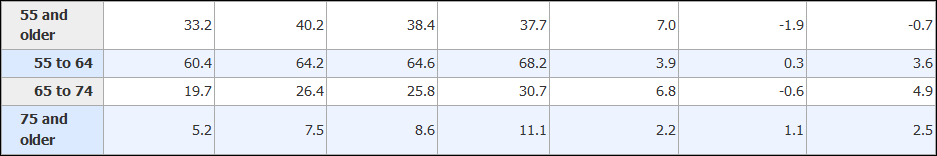 55 and older 33.2 40.2 38.4 37.7 7.0 -1.9 -0.7
55 to 64 60.4 64.2 64.6 68.2 3.9 0.3 3.6
65 to 74 19.7 26.4 25.8 30.7 6.8 -0.6 4.9
75 and older 5.2 7.5 8.6 11.1 2.2 1.1 2.5